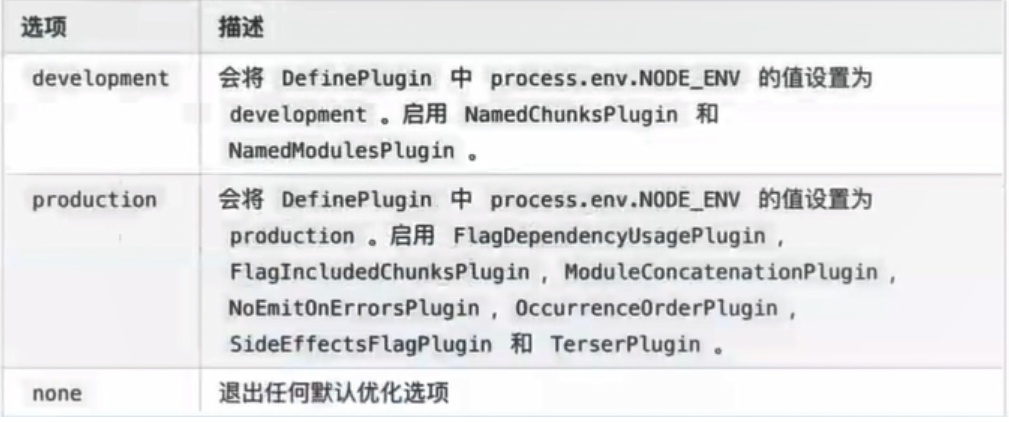 选项 描述
development 会将 DefinePlugin 中 process.env.NODE_ENV 的值设置为
development 。启用 NamedChunksPlugin 和
NamedModulesPlugin 。
production 会将 DefinePlugin 中 process.env.NODE_ENV 的值设置为
production 。启用 FlagDependencyUsagePlugin ,
FlagIncludedChunksPlugin , ModuleConcatenationPlugin ,
NoEmitOnErrorsPlugin , OccurrenceOrderPlugin ,
SideEffectsFlagPlugin 和 TerserPlugin 。
none 退出任何默认优化选项